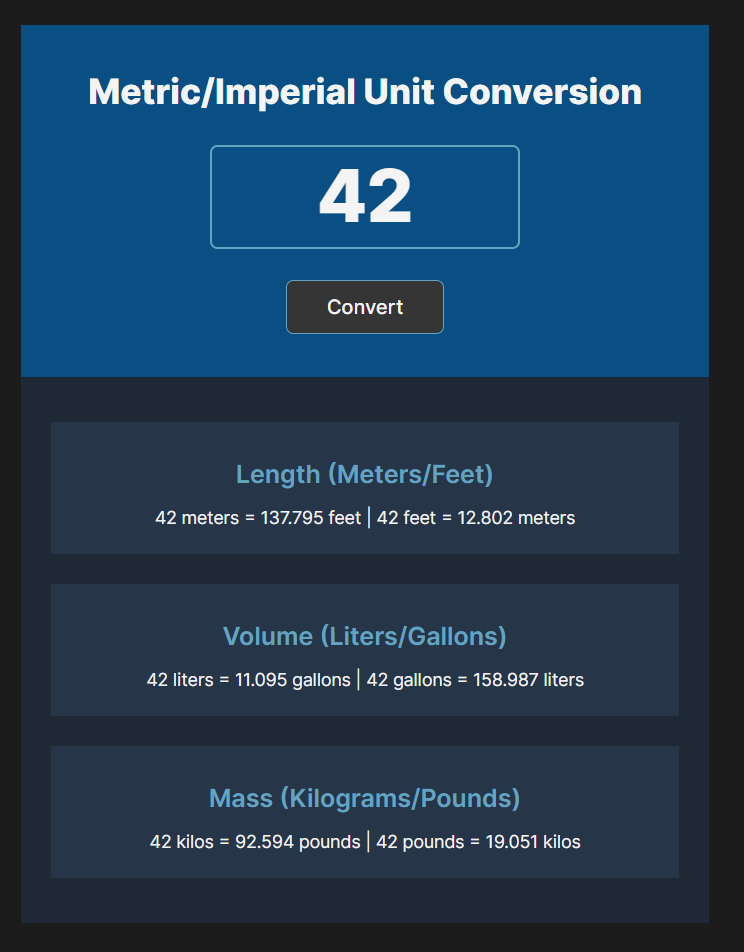 Metric/Imperial Unit Conversion
42
Convert
Length (Meters/Feet)
42 meters = 137.795 feet | 42 feet = 12.802 meters
Volume (Liters/Gallons)
42 liters = 11.095 gallons | 42 gallons = 158.987 liters
Mass (Kilograms/Pounds)
42 kilos = 92.594 pounds | 42 pounds = 19.051 kilos